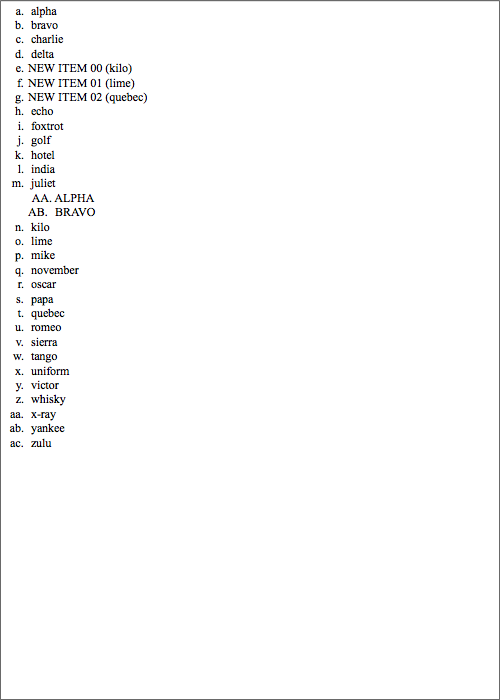 a. alpha
b. bravo
c. charlie
d. delta
e. NEW ITEM 00 (kilo)
f. NEW ITEM 01 (lime)
g. NEW ITEM 02 (quebec)
h. echo
i. foxtrot
j. golf
k. hotel
l. india
m. juliet
AA. ALPHA
AB. BRAVO
n. kilo
o. lime
p. mike
q. november
r. oscar
s. papa
t. quebec
u. romeo
v. sierra
w. tango
x. uniform
y. victor
z. whisky
aa. x-ray
ab. yankee
ac. zulu